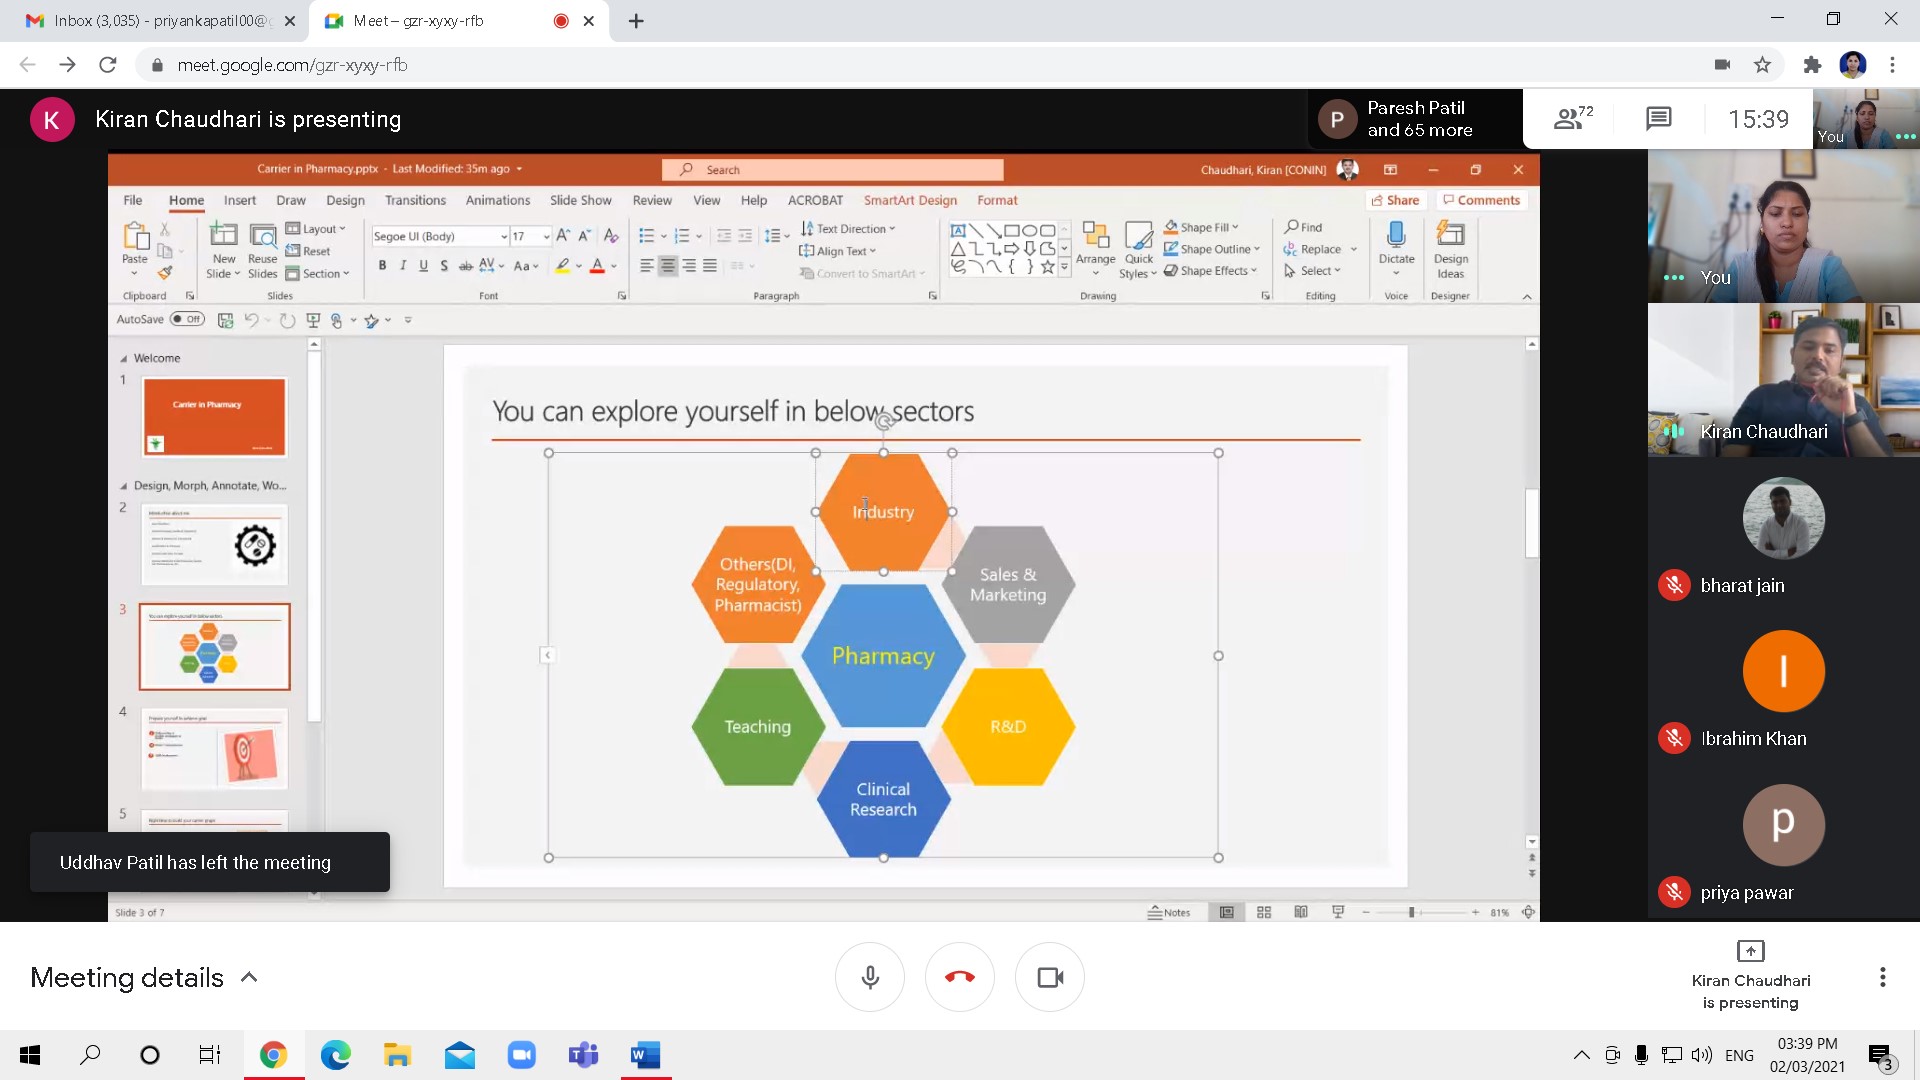 Inbox (3,035) - priyankapatil00@g
Meet – gzr-xyxy-rfb
meet.google.com/gzr-xyxy-rfb
K
Kiran Chaudhari is presenting
P
Paresh Patil
and 65 more
72
15:39
You
Carrier in Pharmacy.pptx - Last Modified: 35m ago
Search
Chaudhari, Kiran [CONIN]
File Home Insert Draw Design Transitions Animations Slide Show Review View Help ACROBAT SmartArt Design Format
Share
Comments
Paste
New
Slide
Reuse
Slides
Layout
Reset
Section
Segoe UI (Body)
17
B I U S ab AV Aa A
Text Direction
Align Text
Convert to SmartArt
Arrange
Quick
Styles
Shape Fill
Shape Outline
Shape Effects
Find
Replace
Select
Dictate
Design
Ideas
Clipboard Slides Font Paragraph Drawing Editing Voice Designer
AutoSave Off
Welcome
1
Carrier in Pharmacy
Design, Morph, Annotate, Wo...
2
3
4
5
You can explore yourself in below sectors
Industry
Others(DI,
Regulatory,
Pharmacist)
Sales &
Marketing
Pharmacy
Teaching
R&D
Clinical
Research
Uddhav Patil has left the meeting
Slide 3 of 7
Notes
81%
You
Kiran Chaudhari
bharat jain
I
Ibrahim Khan
p
priya pawar
Meeting details
Kiran Chaudhari
is presenting
ENG
03:39 PM
02/03/2021
3